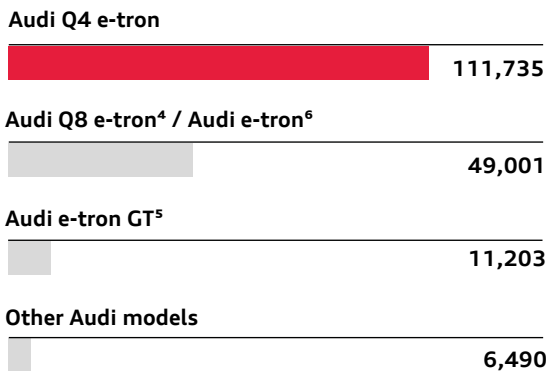 Audi Q4 e-tron
111,735
Audi Q8 e-tron⁴ / Audi e-tron⁶
49,001
Audi e-tron GT⁵
11,203
Other Audi models
6,490